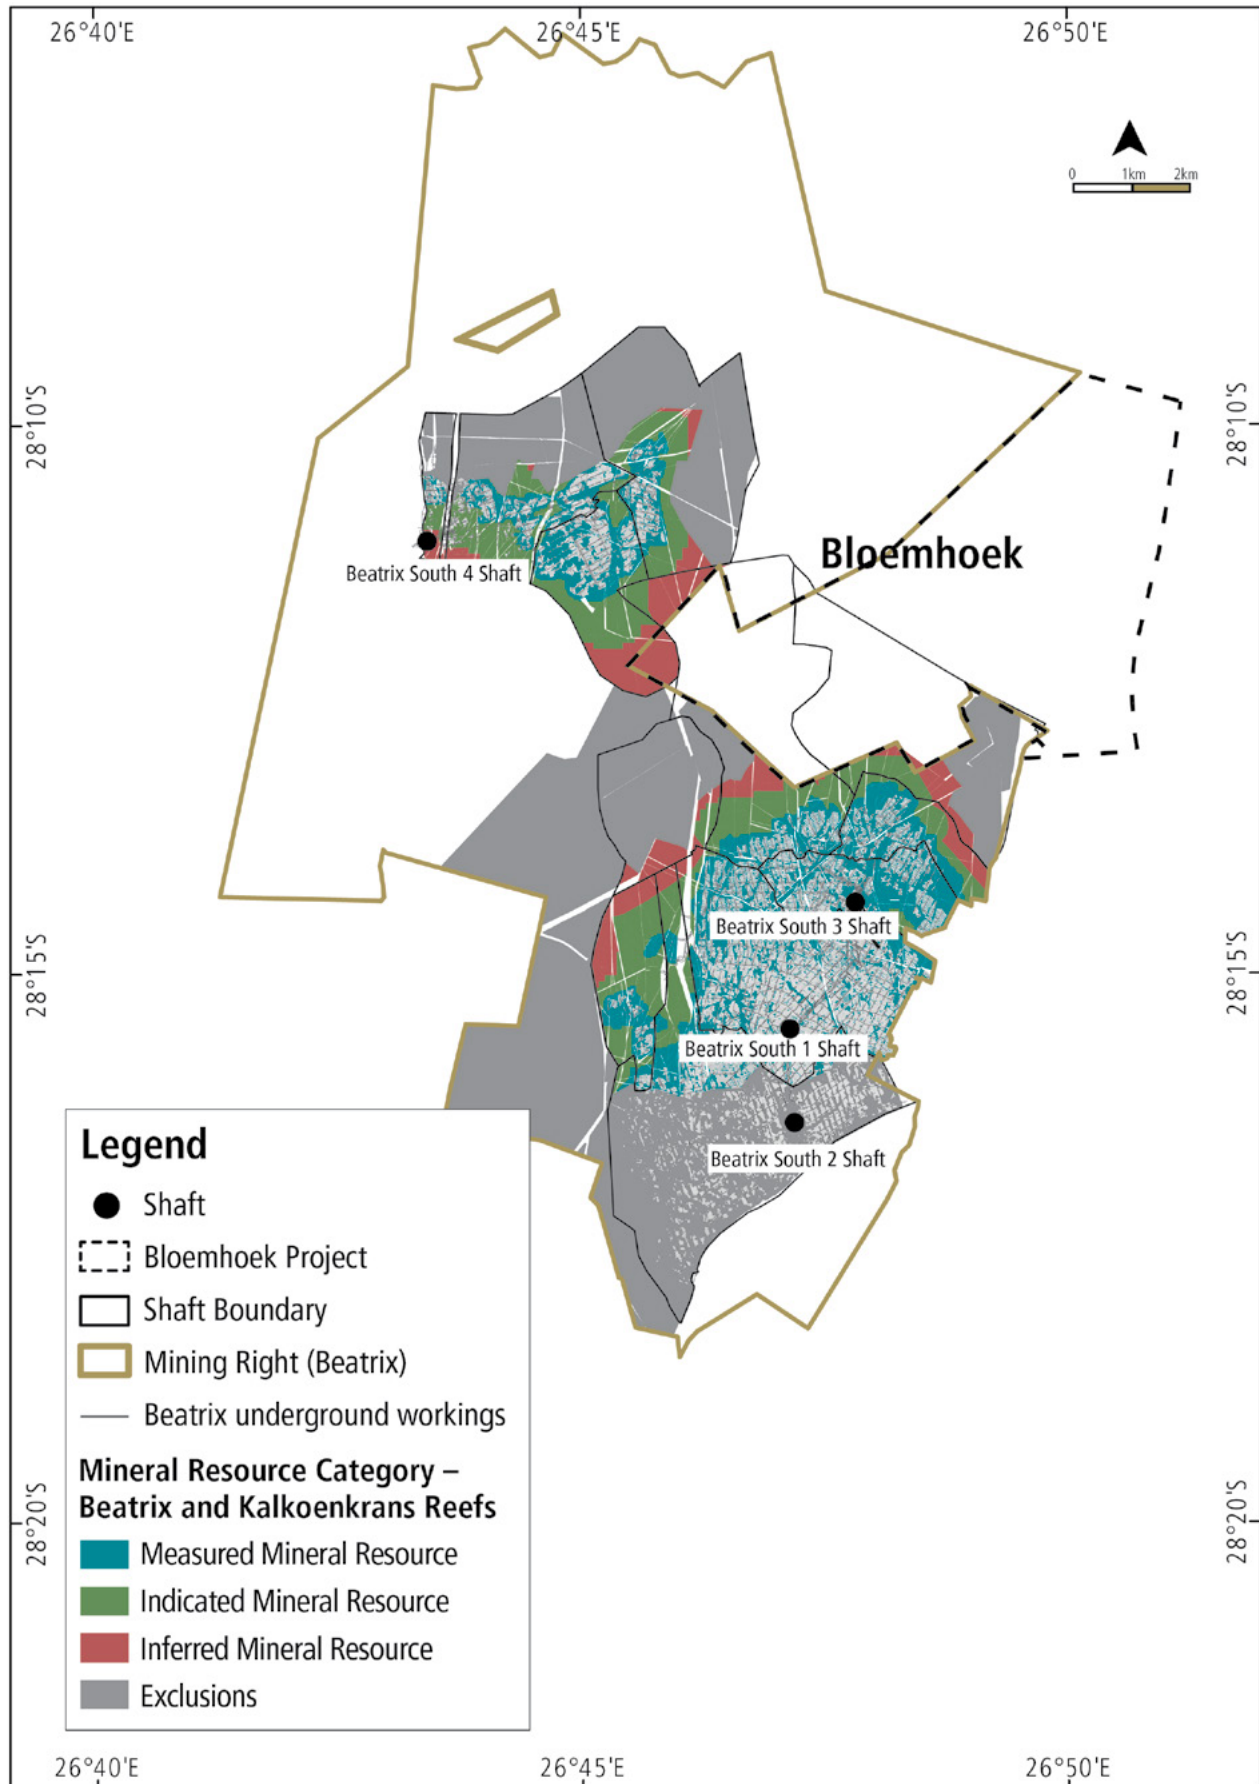 26°40'E
26°45'E
26°50'E
0 1km 2km
28°10'S
28°10'S
Bloemhoek
Beatrix South 4 Shaft
Beatrix South 3 Shaft
28°15'S
28°15'S
Beatrix South 1 Shaft
Beatrix South 2 Shaft
Legend
Shaft
Bloemhoek Project
Shaft Boundary
Mining Right (Beatrix)
Beatrix underground workings
Mineral Resource Category –
Beatrix and Kalkoenkrans Reefs
Measured Mineral Resource
Indicated Mineral Resource
Inferred Mineral Resource
Exclusions
28°20'S
28°20'S
26°40'E
26°45'E
26°50'E